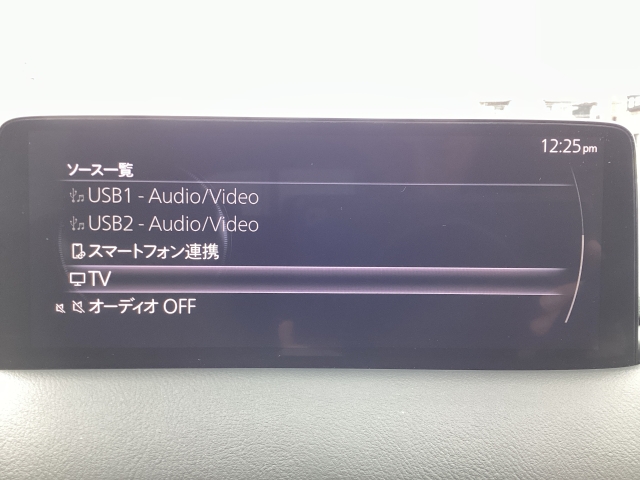 12:25pm
ソース一覧
USB1 - Audio/Video
USB2 - Audio/Video
スマートフォン連携
TV
オーディオ OFF